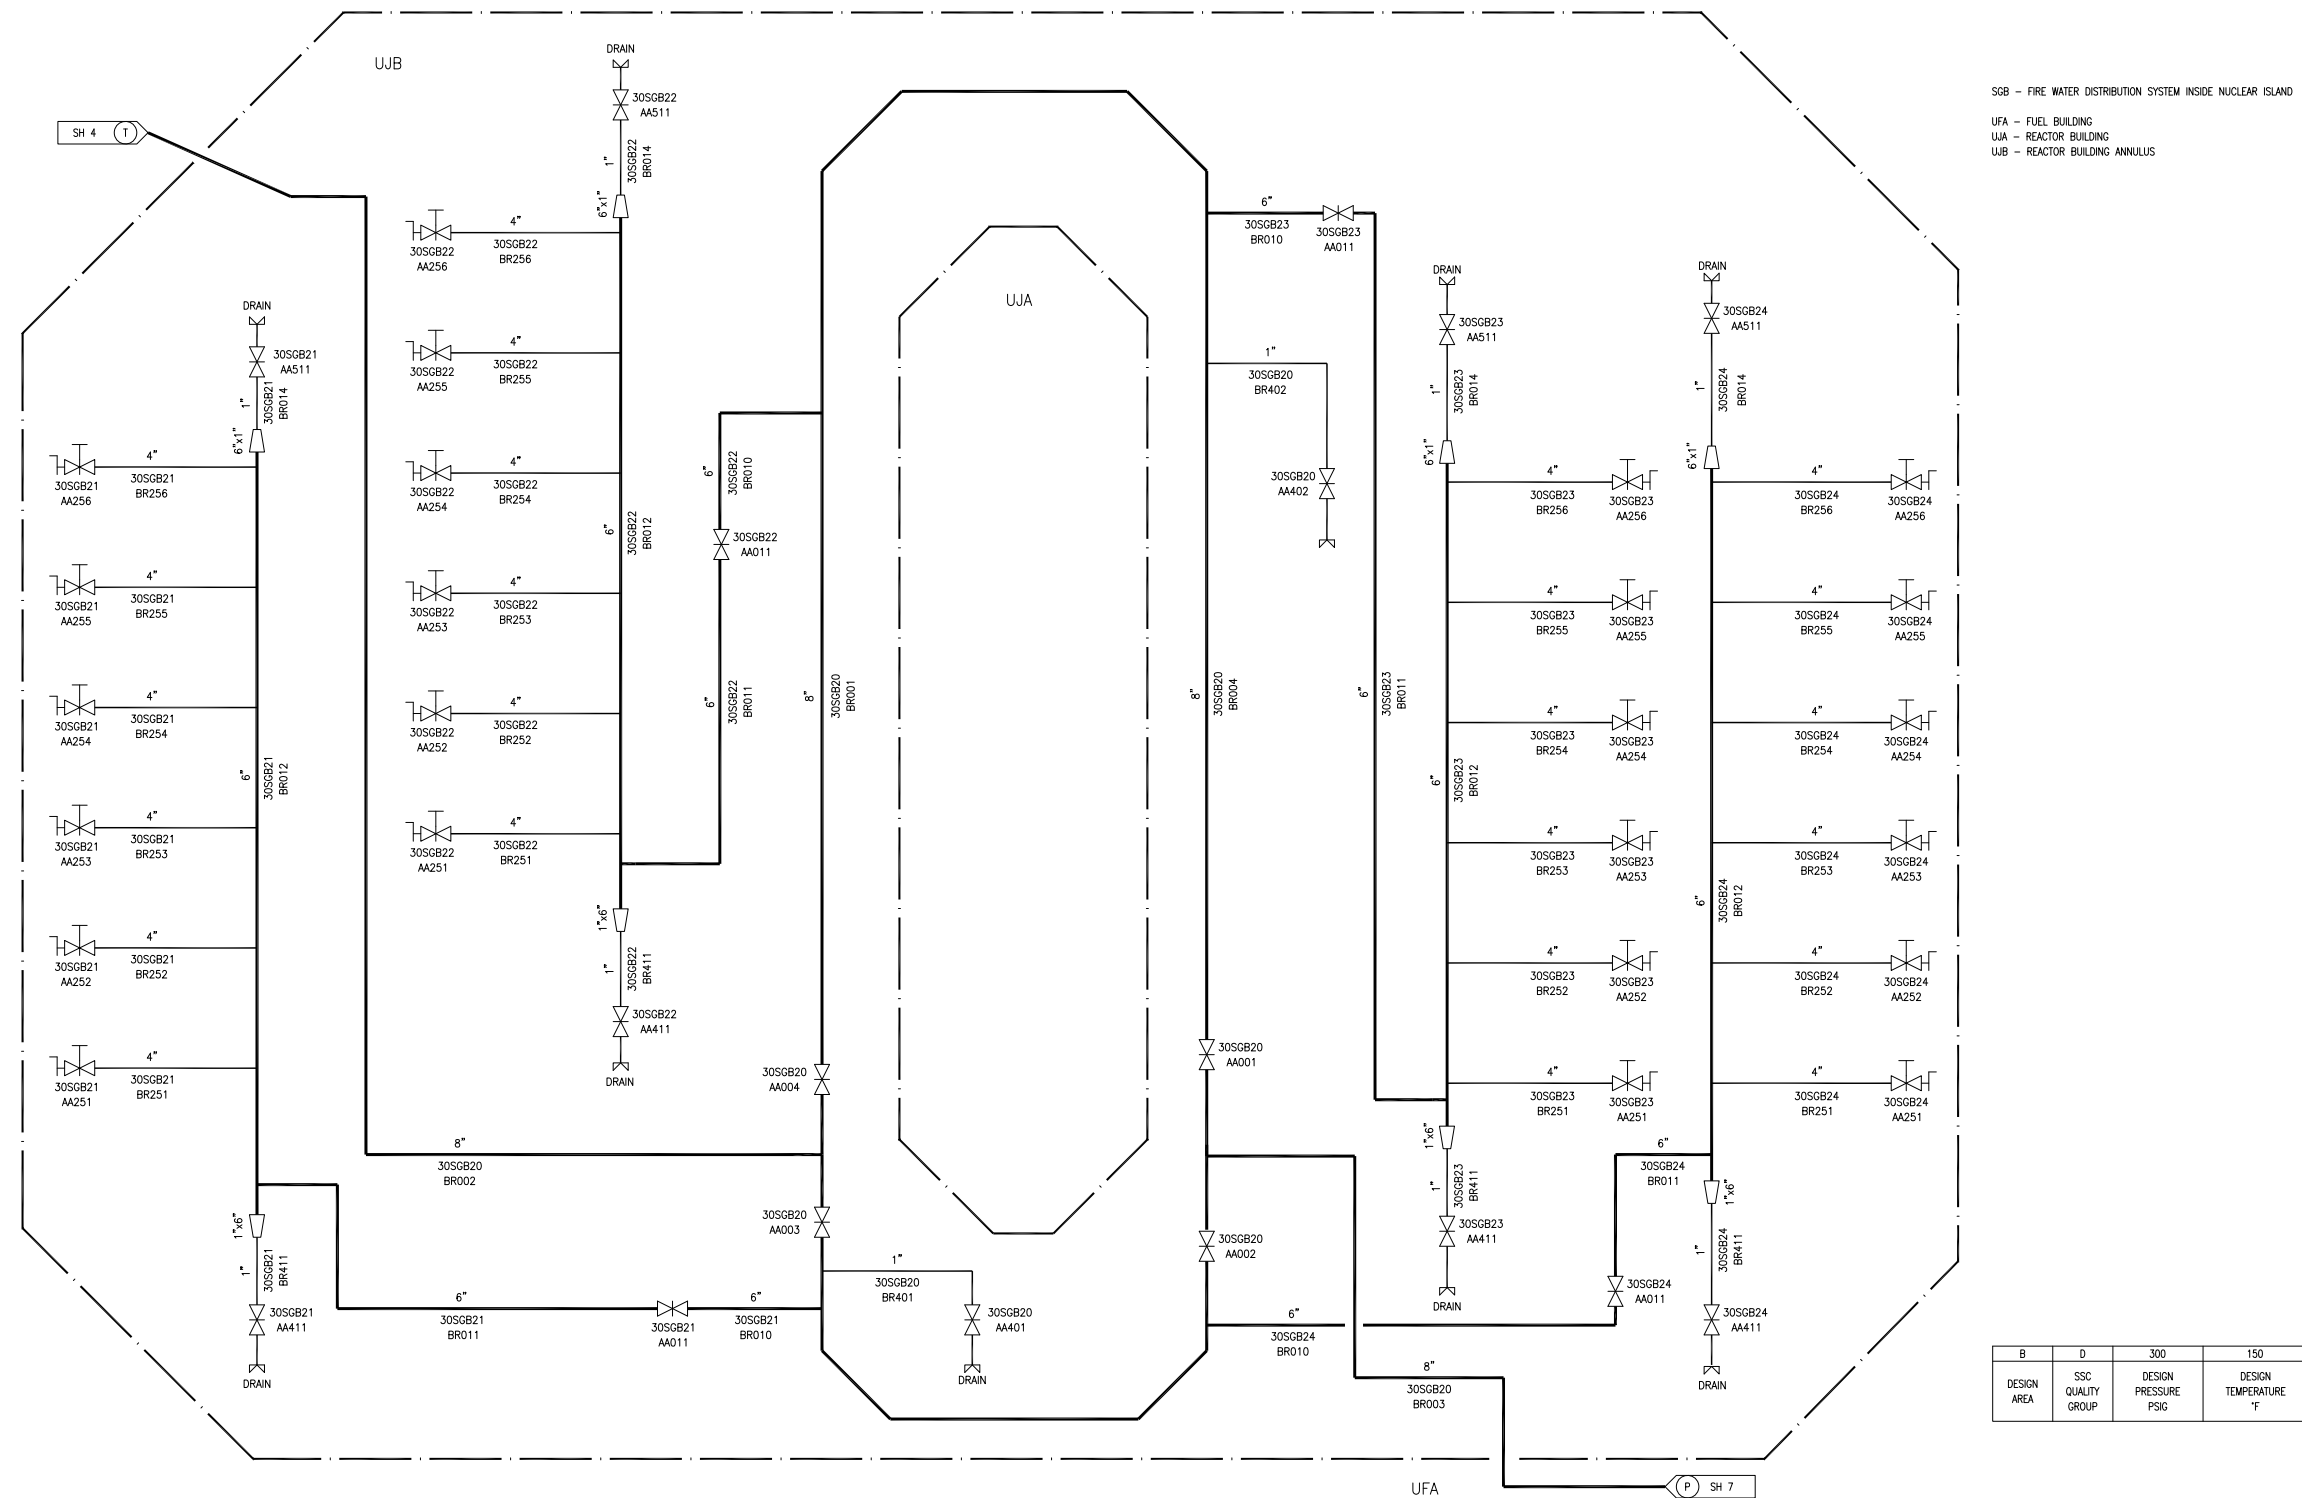 UJB
SH 4 T
SGB – FIRE WATER DISTRIBUTION SYSTEM INSIDE NUCLEAR ISLAND
UFA – FUEL BUILDING
UJA – REACTOR BUILDING
UJB – REACTOR BUILDING ANNULUS
DRAIN
30SGB21
AA511
1"
30SGB21
BR014
6"x1"
4"
30SGB21
BR256
30SGB21
AA256
4"
30SGB21
BR255
30SGB21
AA255
4"
30SGB21
BR254
30SGB21
AA254
6"
30SGB21
BR012
4"
30SGB21
BR253
30SGB21
AA253
4"
30SGB21
BR252
30SGB21
AA252
4"
30SGB21
BR251
30SGB21
AA251
1"x6"
1"
30SGB21
BR411
30SGB21
AA411
DRAIN
6"
30SGB21
BR011
30SGB21
AA011
6"
30SGB21
BR010
DRAIN
30SGB22
AA511
1"
30SGB22
BR014
6"x1"
4"
30SGB22
BR256
30SGB22
AA256
4"
30SGB22
BR255
30SGB22
AA255
4"
30SGB22
BR254
30SGB22
AA254
6"
30SGB22
BR012
4"
30SGB22
BR253
30SGB22
AA253
4"
30SGB22
BR252
30SGB22
AA252
4"
30SGB22
BR251
30SGB22
AA251
1"x6"
1"
30SGB22
BR411
30SGB22
AA411
DRAIN
6"
30SGB22
BR010
30SGB22
AA011
6"
30SGB22
BR011
8"
30SGB20
BR001
30SGB20
AA004
8"
30SGB20
BR002
30SGB20
AA003
1"
30SGB20
BR401
30SGB20
AA401
DRAIN
UJA
6"
30SGB23
BR010
30SGB23
AA011
1"
30SGB20
BR402
30SGB20
AA402
8"
30SGB20
BR004
6"
30SGB23
BR011
30SGB20
AA001
30SGB20
AA002
6"
30SGB24
BR010
8"
30SGB20
BR003
DRAIN
30SGB23
AA511
1"
30SGB23
BR014
6"x1"
4"
30SGB23
BR256
30SGB23
AA256
4"
30SGB23
BR255
30SGB23
AA255
4"
30SGB23
BR254
30SGB23
AA254
6"
30SGB23
BR012
4"
30SGB23
BR253
30SGB23
AA253
4"
30SGB23
BR252
30SGB23
AA252
4"
30SGB23
BR251
30SGB23
AA251
1"x6"
1"
30SGB23
BR411
30SGB23
AA411
DRAIN
DRAIN
30SGB24
AA511
1"
30SGB24
BR014
6"x1"
4"
30SGB24
BR256
30SGB24
AA256
4"
30SGB24
BR255
30SGB24
AA255
4"
30SGB24
BR254
30SGB24
AA254
4"
30SGB24
BR253
30SGB24
AA253
6"
30SGB24
BR012
4"
30SGB24
BR252
30SGB24
AA252
4"
30SGB24
BR251
30SGB24
AA251
6"
30SGB24
BR011
1"x6"
1"
30SGB24
BR411
30SGB24
AA011
30SGB24
AA411
DRAIN
B D 300 150
DESIGN
AREA
SSC
QUALITY
GROUP
DESIGN
PRESSURE
PSIG
DESIGN
TEMPERATURE
°F
UFA
P SH 7